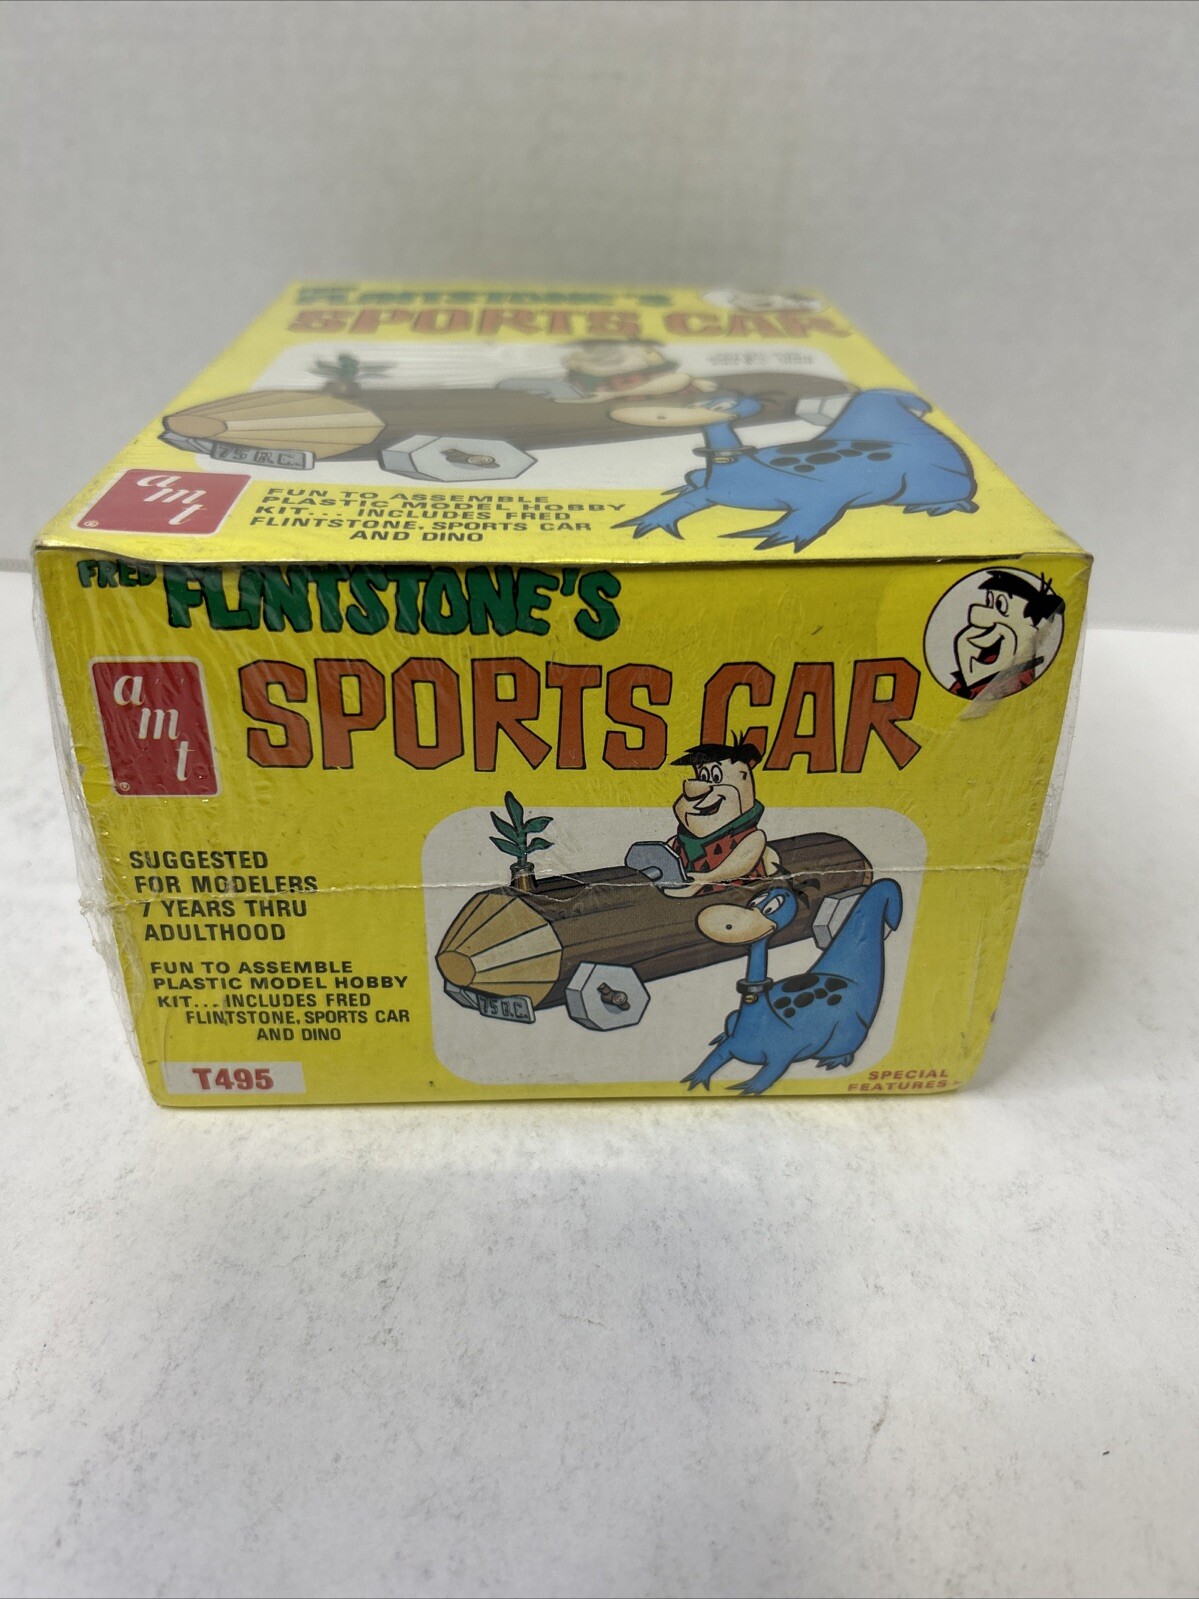 FLINTSTONE'S
SPORTS CAR
75 B.C.
amt
®
FUN TO ASSEMBLE
PLASTIC MODEL HOBBY
KIT... INCLUDES FRED
FLINTSTONE, SPORTS CAR
AND DINO
FRED FLINTSTONE'S
SPORTS CAR
amt
®
SUGGESTED
FOR MODELERS
7 YEARS THRU
ADULTHOOD
FUN TO ASSEMBLE
PLASTIC MODEL HOBBY
KIT... INCLUDES FRED
FLINTSTONE, SPORTS CAR
AND DINO
75 B.C.
T495
SPECIAL
FEATURES